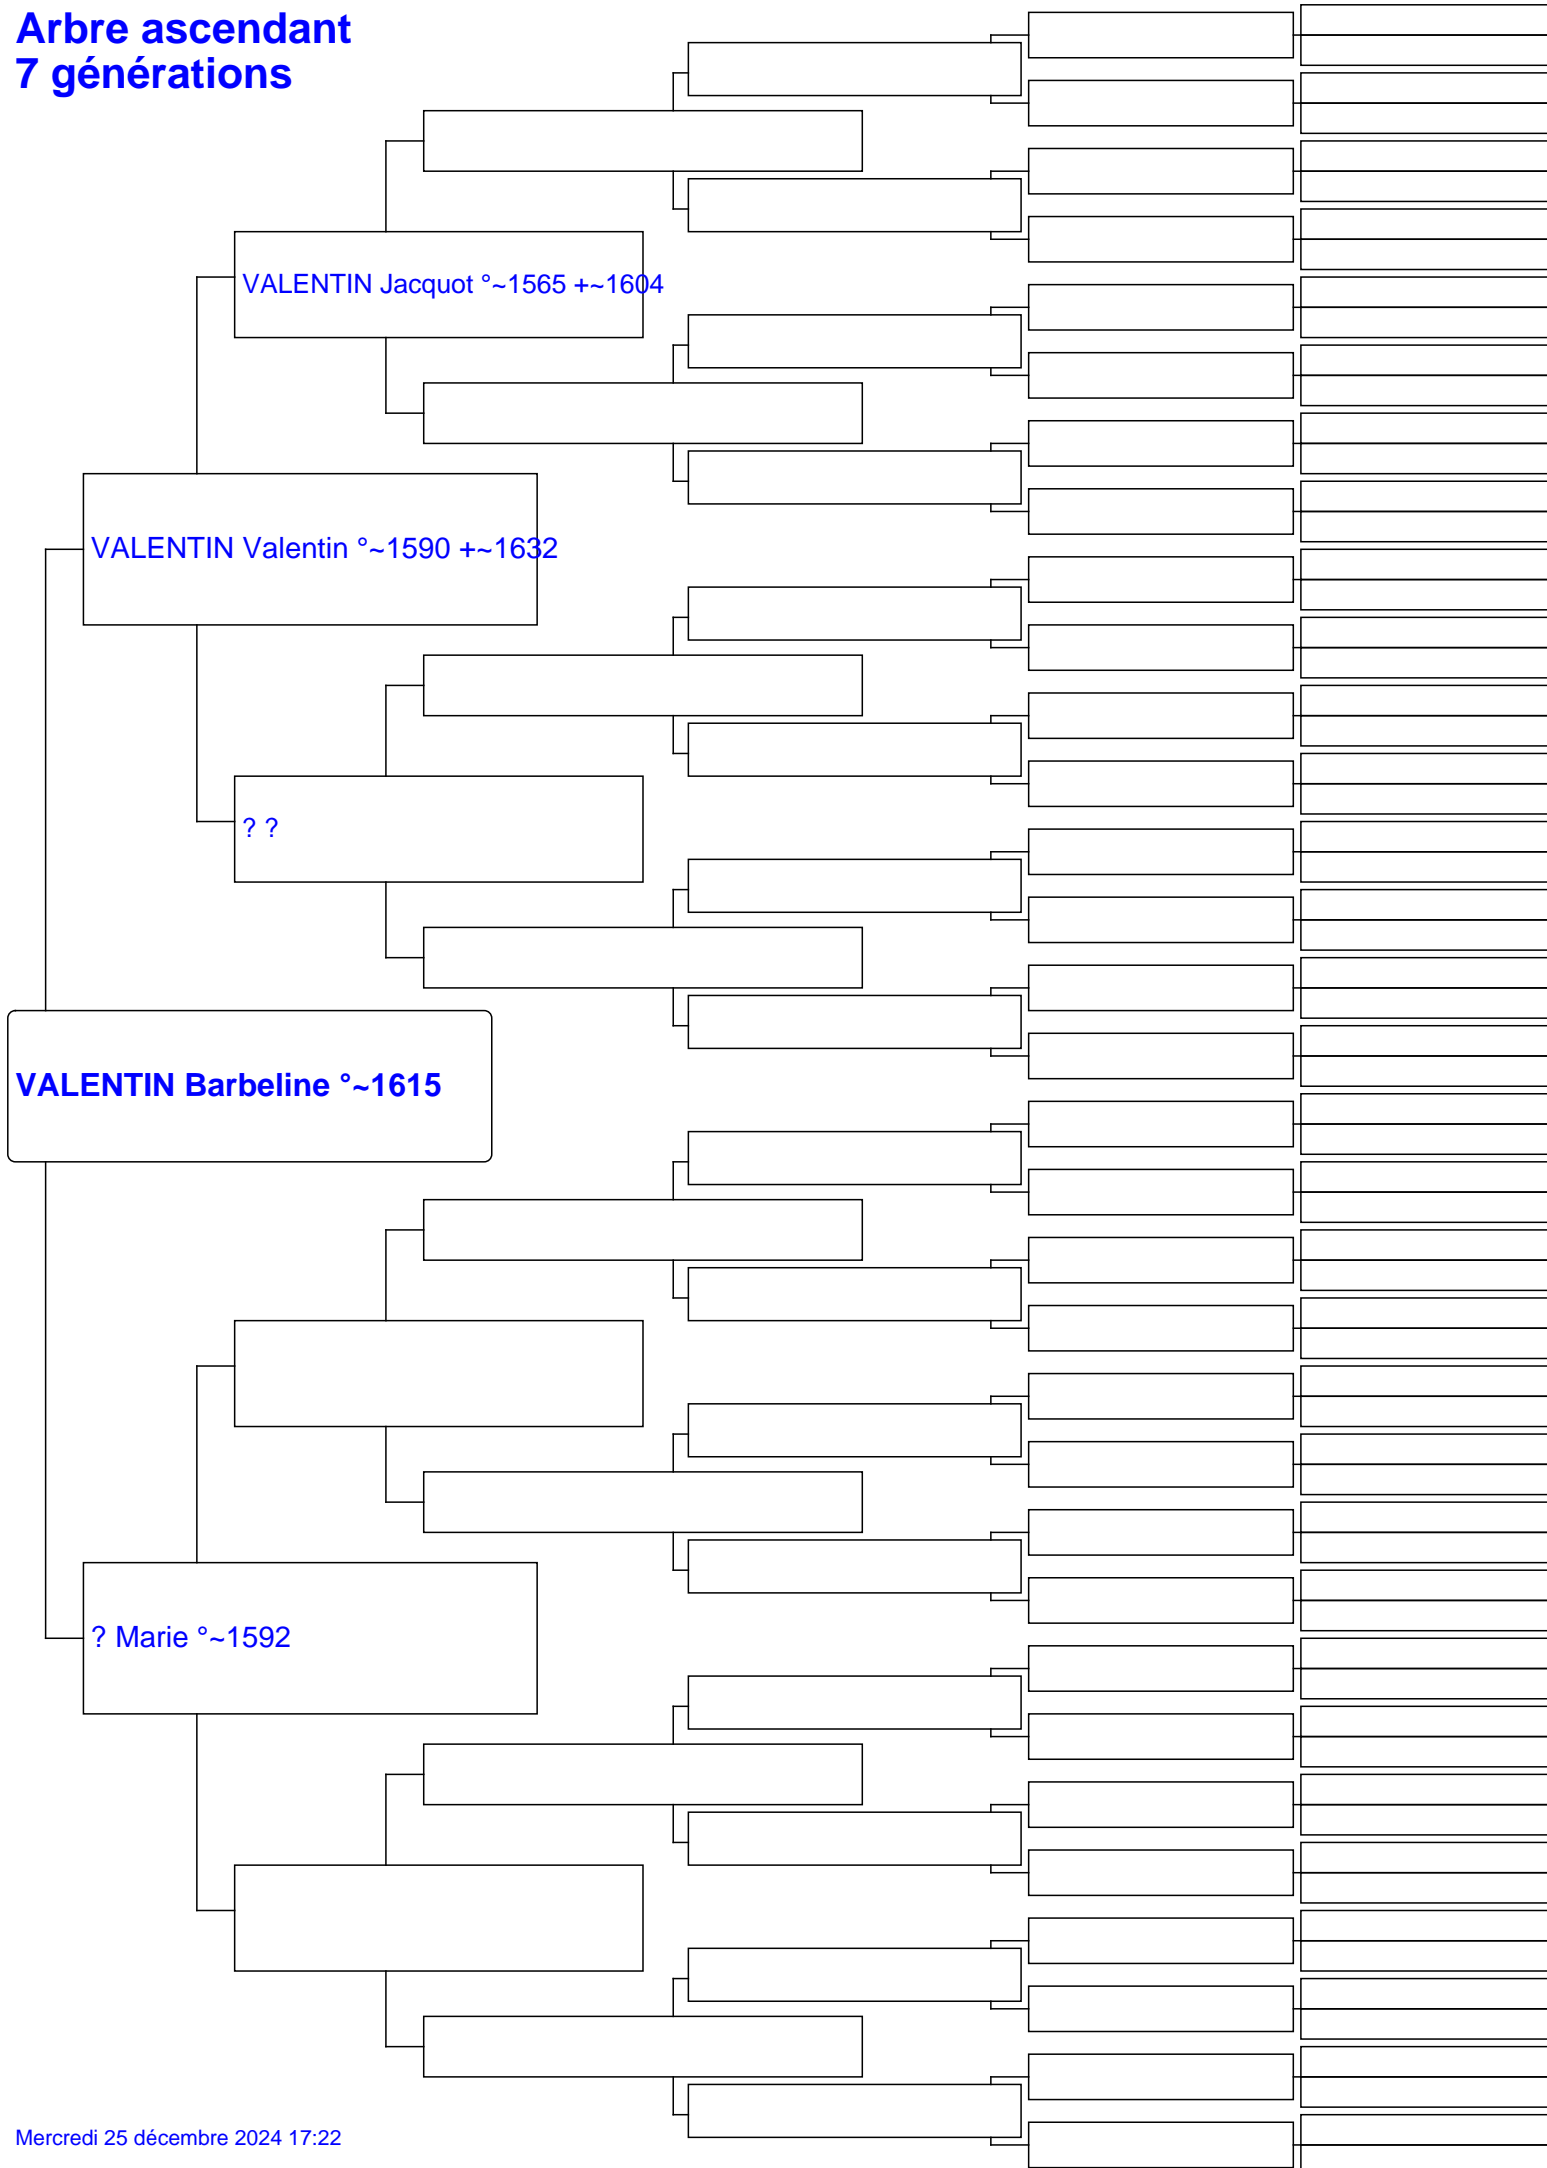 Arbre ascendant
7 générations
VALENTIN Jacquot °~1565 +~1604
VALENTIN Valentin °~1590 +~1632
? ?
VALENTIN Barbeline °~1615
? Marie °~1592
Mercredi 25 décembre 2024 17:22